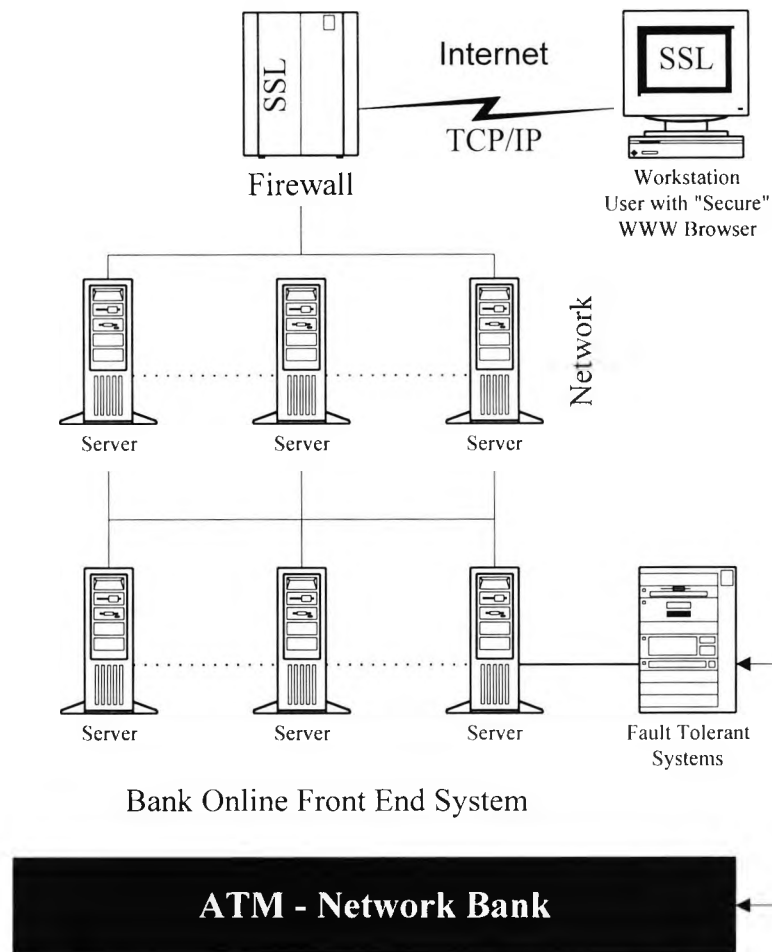 SSL
Internet
SSL
TCP/IP
Firewall
Workstation
User with "Secure"
WWW Browser
Network
Server
Server
Server
Server
Server
Server
Fault Tolerant
Systems
Bank Online Front End System
ATM - Network Bank